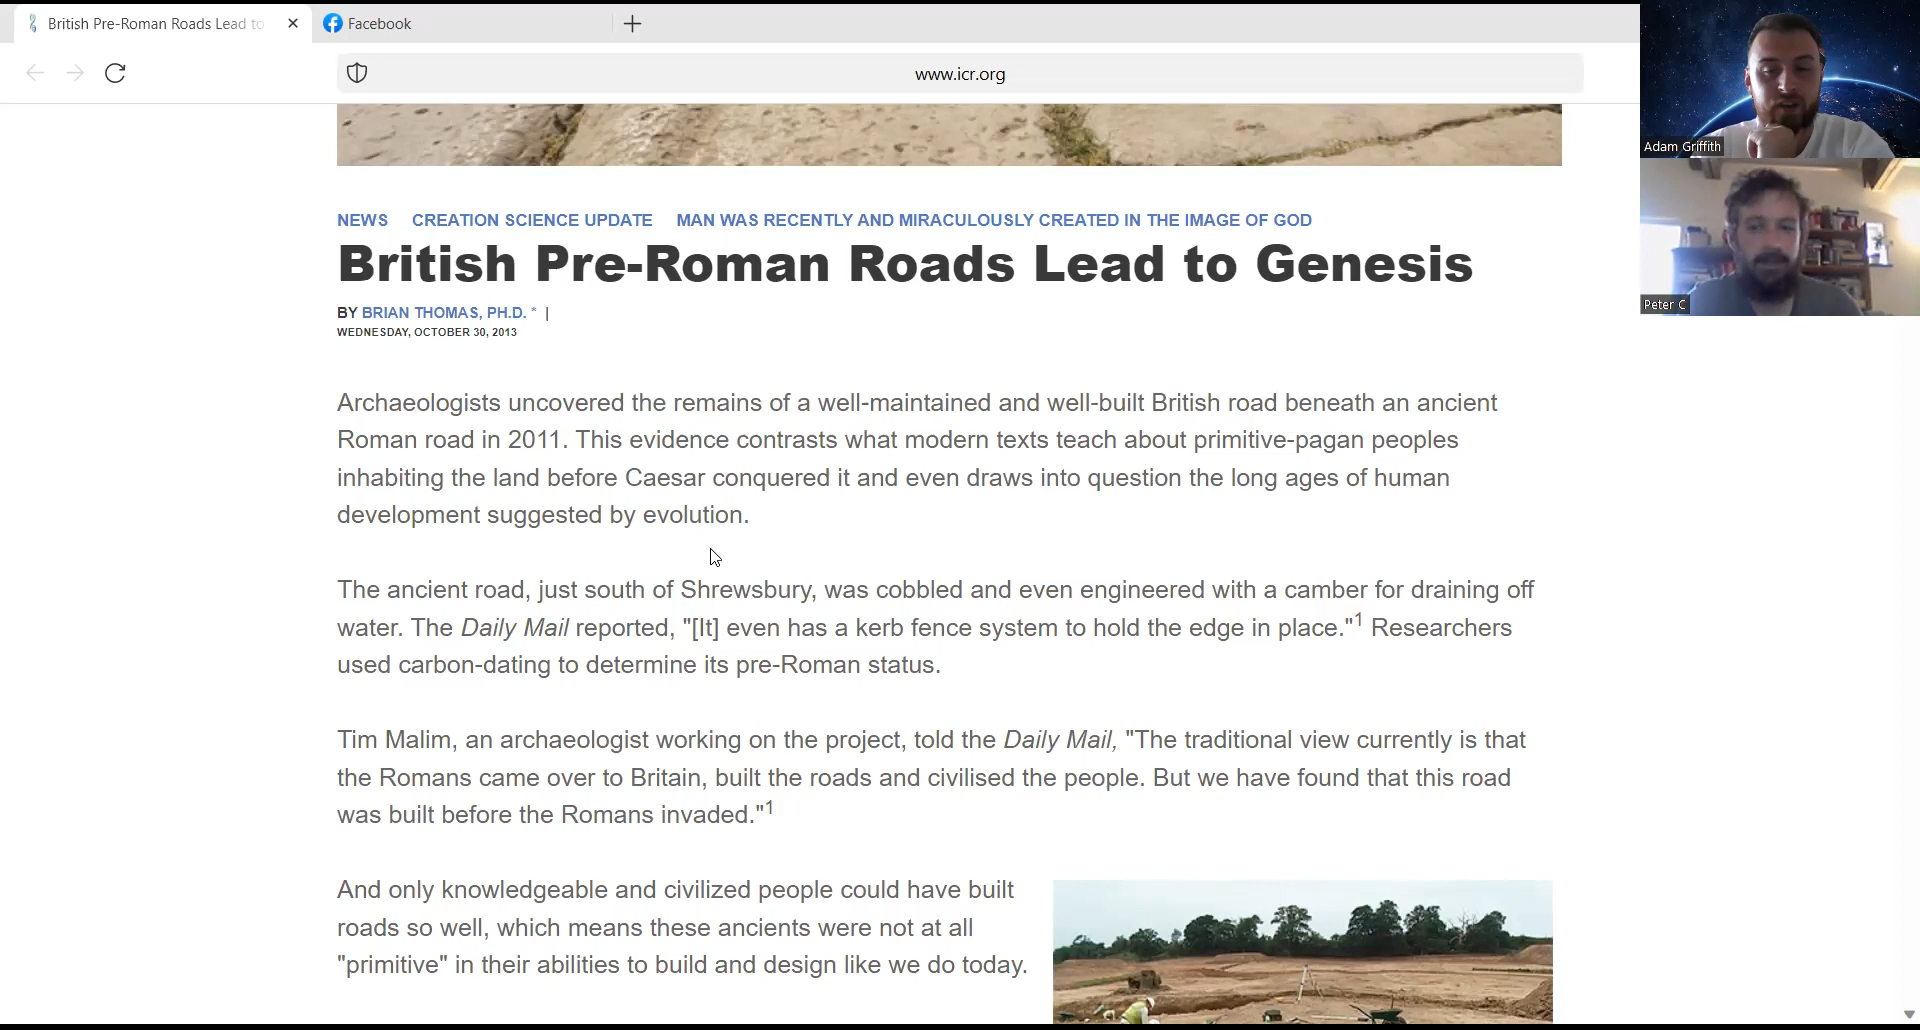 British Pre-Roman Roads Lead to
Facebook
www.icr.org
Adam Griffith
Peter C
NEWS CREATION SCIENCE UPDATE MAN WAS RECENTLY AND MIRACULOUSLY CREATED IN THE IMAGE OF GOD
British Pre-Roman Roads Lead to Genesis
BY BRIAN THOMAS, PH.D. * |
WEDNESDAY, OCTOBER 30, 2013
Archaeologists uncovered the remains of a well-maintained and well-built British road beneath an ancient
Roman road in 2011. This evidence contrasts what modern texts teach about primitive-pagan peoples
inhabiting the land before Caesar conquered it and even draws into question the long ages of human
development suggested by evolution.
The ancient road, just south of Shrewsbury, was cobbled and even engineered with a camber for draining off
water. The Daily Mail reported, "[It] even has a kerb fence system to hold the edge in place."1 Researchers
used carbon-dating to determine its pre-Roman status.
Tim Malim, an archaeologist working on the project, told the Daily Mail, "The traditional view currently is that
the Romans came over to Britain, built the roads and civilised the people. But we have found that this road
was built before the Romans invaded."1
And only knowledgeable and civilized people could have built
roads so well, which means these ancients were not at all
"primitive" in their abilities to build and design like we do today.